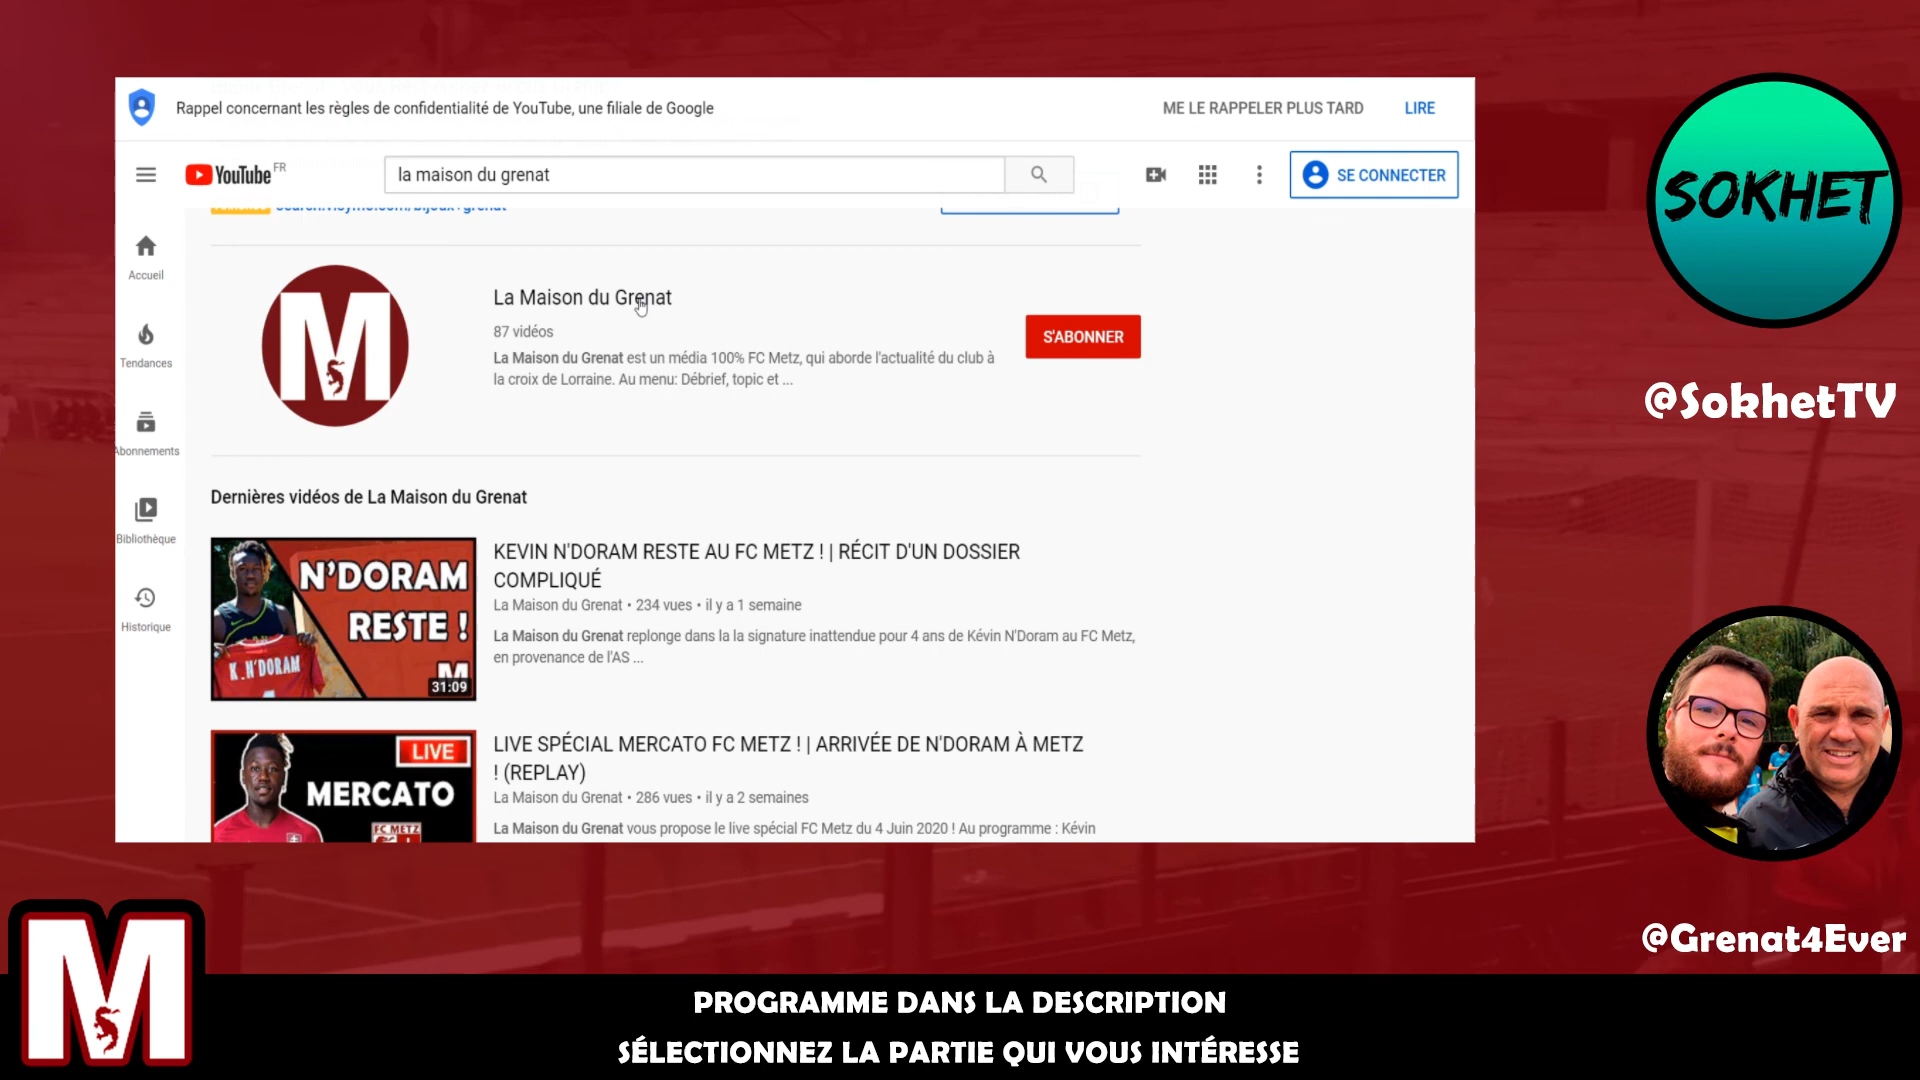 Rappel concernant les règles de confidentialité de YouTube, une filiale de Google
ME LE RAPPELER PLUS TARD
LIRE
YouTube FR
la maison du grenat
SE CONNECTER
Accueil
Tendances
Abonnements
Bibliothèque
Historique
La Maison du Grenat
87 vidéos
La Maison du Grenat est un média 100% FC Metz, qui aborde l'actualité du club à
la croix de Lorraine. Au menu: Débrief, topic et ...
S'ABONNER
Dernières vidéos de La Maison du Grenat
N'DORAM
RESTE !
K. N'DORAM
M
31:09
KEVIN N'DORAM RESTE AU FC METZ ! | RÉCIT D'UN DOSSIER
COMPLIQUÉ
La Maison du Grenat • 234 vues • il y a 1 semaine
La Maison du Grenat replonge dans la la signature inattendue pour 4 ans de Kévin N'Doram au FC Metz,
en provenance de l'AS ...
LIVE
MERCATO
FC METZ
LIVE SPÉCIAL MERCATO FC METZ ! | ARRIVÉE DE N'DORAM À METZ
! (REPLAY)
La Maison du Grenat • 286 vues • il y a 2 semaines
La Maison du Grenat vous propose le live spécial FC Metz du 4 Juin 2020 ! Au programme : Kévin
SOKHET
@SokhetTV
@Grenat4Ever
M
PROGRAMME DANS LA DESCRIPTION
SÉLECTIONNEZ LA PARTIE QUI VOUS INTÉRESSE